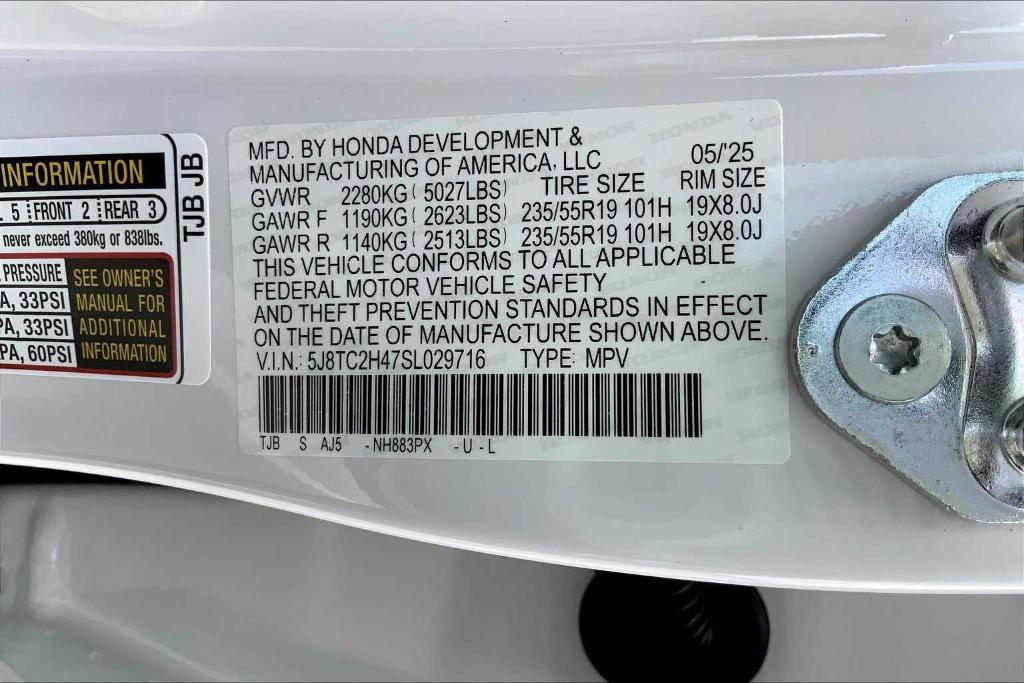 INFORMATION
5 FRONT 2 REAR 3
never exceed 380kg or 838lbs.
PRESSURE
33PSI
33PSI
60PSI
SEE OWNER'S
MANUAL FOR
ADDITIONAL
INFORMATION
TJB JB
MFD. BY HONDA DEVELOPMENT &
MANUFACTURING OF AMERICA, LLC 05/'25
GVWR 2280KG ( 5027LBS) TIRE SIZE RIM SIZE
GAWR F 1190KG ( 2623LBS) 235/55R19 101H 19X8.0J
GAWR R 1140KG ( 2513LBS) 235/55R19 101H 19X8.0J
THIS VEHICLE CONFORMS TO ALL APPLICABLE
FEDERAL MOTOR VEHICLE SAFETY
AND THEFT PREVENTION STANDARDS IN EFFECT
ON THE DATE OF MANUFACTURE SHOWN ABOVE.
V.I.N.: 5J8TC2H47SL029716 TYPE: MPV
TJB S AJ5 -NH883PX -U -L